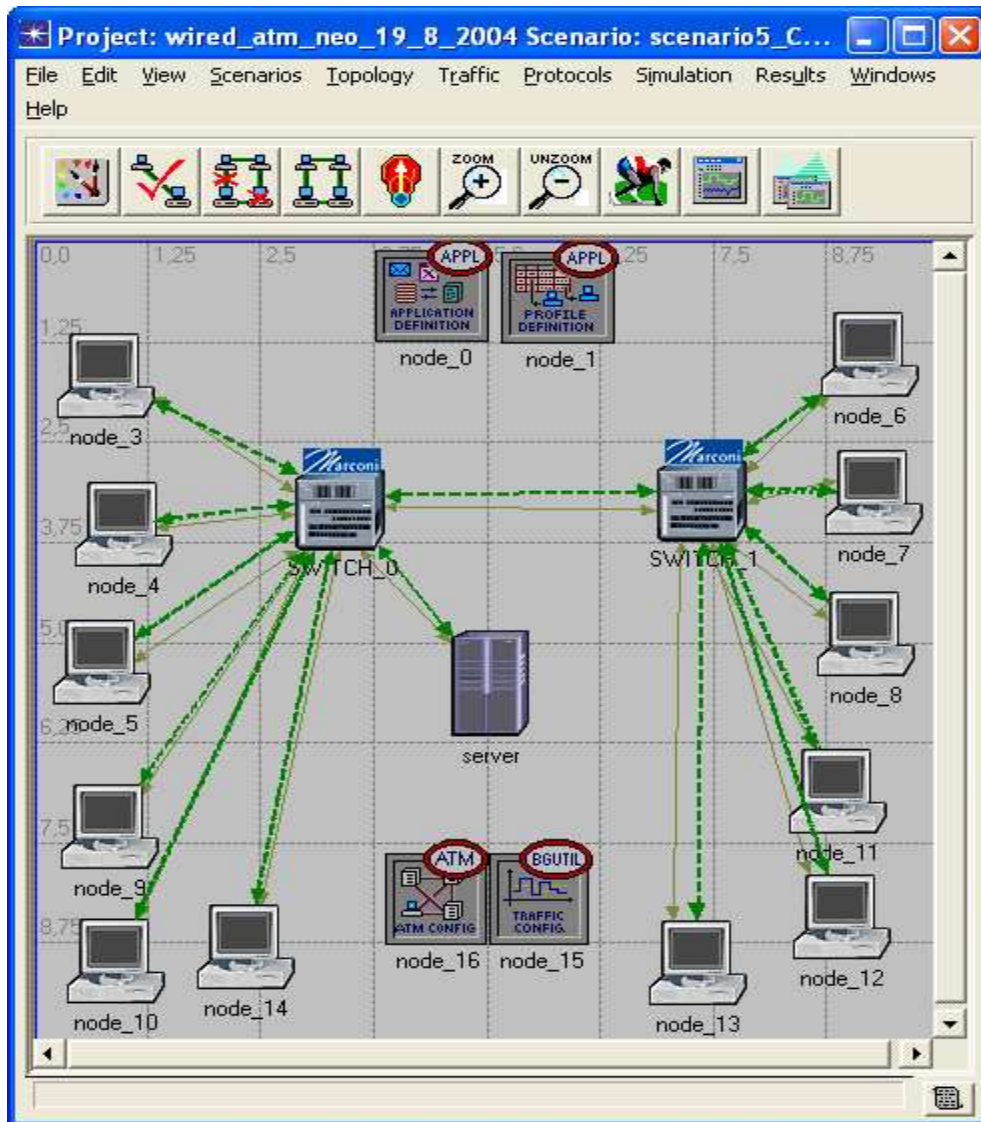 Project: wired_atm_neo_19_8_2004 Scenario: scenario5_C...
File Edit View Scenarios Topology Traffic Protocols Simulation Results Windows
Help
ZOOM UNZOOM
0,0 1,25 2,5 7,5 8,75
APPL APPL
APPLICATION DEFINITION
PROFILE DEFINITION
node_0 node_1
1,25
node_3
node_6
2,5
Marconi Marconi
3,75
SWITCH_0 SWITCH_1
node_4
node_7
5,0
node_5
node_8
server
7,5
ATM BGUTIL
ATM CONFIG
TRAFFIC CONFIG.
node_9
node_11
8,75
node_16 node_15
node_10 node_14 node_13 node_12